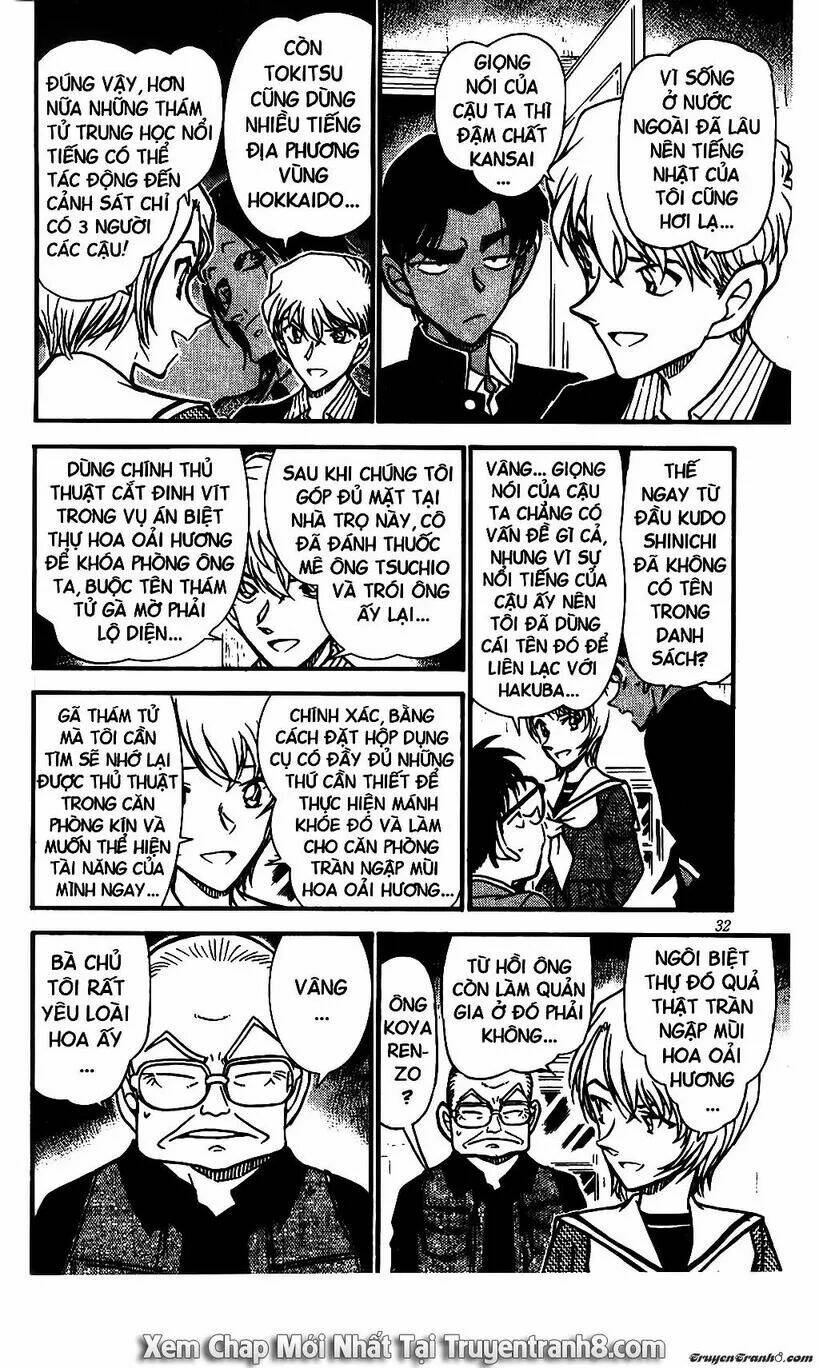 VÌ SỐNG
Ở NƯỚC
NGOÀI ĐÃ LÂU
NÊN TIẾNG
NHẬT CỦA
TÔI CŨNG
HƠI LẠ...
GIỌNG
NÓI CỦA
CẬU TA THÌ
ĐẬM CHẤT
KANSAI
...
CÒN
TOKITSU
CŨNG DÙNG
NHIỀU TIẾNG
ĐỊA PHƯƠNG
VÙNG
HOKKAIDO...
ĐÚNG VẬY, HƠN
NỮA NHỮNG THÁM
TỬ TRUNG HỌC NỔI
TIẾNG CÓ THỂ
TÁC ĐỘNG ĐẾN
CẢNH SÁT CHỈ
CÓ 3 NGƯỜI
CÁC CẬU!
THẾ
NGAY TỪ
ĐẦU KUDO
SHINICHI
ĐÃ KHÔNG
CÓ TÊN
TRONG
DANH
SÁCH?
VÂNG... GIỌNG
NÓI CỦA CẬU
TA CHẲNG CÓ
VẤN ĐỀ GÌ CẢ,
NHƯNG VÌ SỰ
NỔI TIẾNG CỦA
CẬU ẤY NÊN
TÔI ĐÃ DÙNG
CÁI TÊN ĐÓ ĐỂ
LIÊN LẠC VỚI
HAKUBA...
SAU KHI CHÚNG TÔI
GÓP ĐỦ MẶT TẠI
NHÀ TRỌ NÀY, CÔ
ĐÃ ĐÁNH THUỐC
MÊ ÔNG TSUCHIO
VÀ TRÓI ÔNG
ẤY LẠI...
DÙNG CHÍNH THỦ
THUẬT CẮT ĐINH VÍT
TRONG VỤ ÁN BIỆT
THỰ HOA OẢI HƯƠNG
ĐỂ KHÓA PHÒNG ÔNG
TA, BUỘC TÊN THÁM
TỬ GÀ MỜ PHẢI
LỘ DIỆN...
CHÍNH XÁC, BẰNG
CÁCH ĐẶT HỘP DỤNG
CỤ CÓ ĐẦY ĐỦ NHỮNG
THỨ CẦN THIẾT ĐỂ
THỰC HIỆN MÁNH
KHÓE ĐÓ VÀ LÀM
CHO CĂN PHÒNG
TRÀN NGẬP MÙI
HOA OẢI HƯƠNG...
GÃ THÁM TỬ
MÀ TÔI CẦN
TÌM SẼ NHỚ LẠI
ĐƯỢC THỦ THUẬT
TRONG CĂN
PHÒNG KÍN VÀ
MUỐN THỂ HIỆN
TÀI NĂNG CỦA
MÌNH NGAY...
32
NGÔI BIỆT
THỰ ĐÓ QUẢ
THẬT TRÀN
NGẬP MÙI
HOA OẢI
HƯƠNG
...
TỪ HỒI ÔNG
CÒN LÀM QUẢN
GIA Ở ĐÓ PHẢI
KHÔNG...
ÔNG
KOYA
REN-
ZO
?
VÂNG
...
BÀ CHỦ
TÔI RẤT
YÊU LOÀI
HOA ẤY
...
Xem Chap Mới Nhất Tại Truyentranh8.com
TruyenTranh8.com